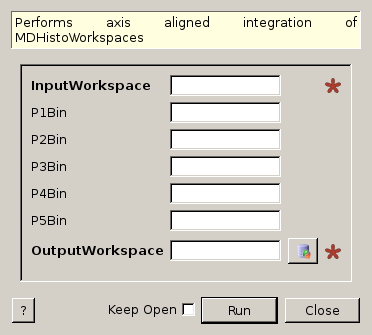 Performs axis aligned integration of
MDHistoWorkspaces
InputWorkspace
P1Bin
P2Bin
P3Bin
P4Bin
P5Bin
OutputWorkspace
? Keep Open Run Close